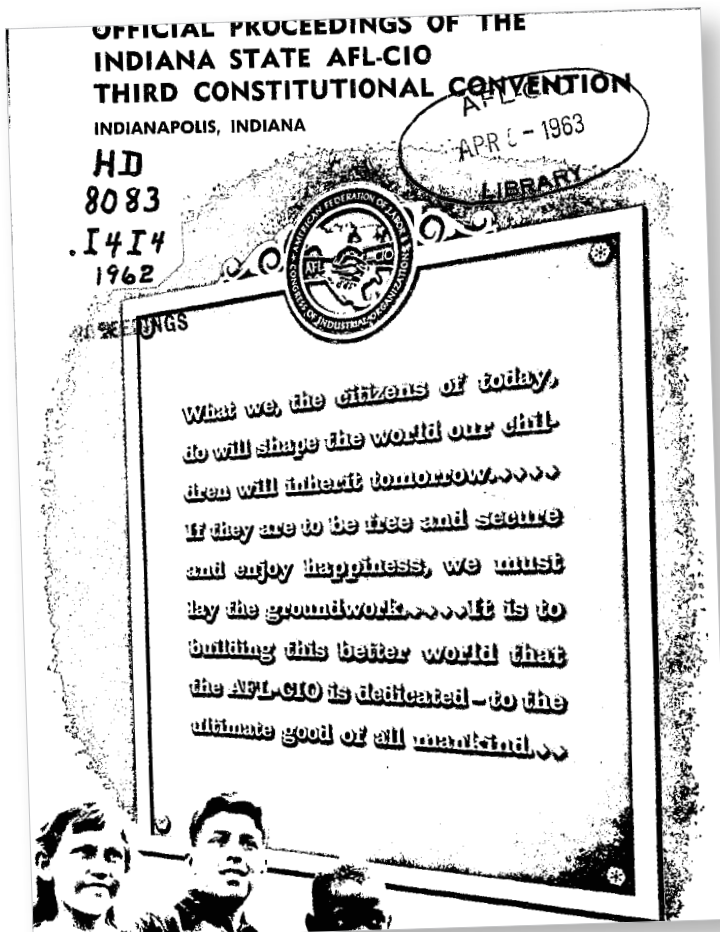 OFFICIAL PROCEEDINGS OF THE
INDIANA STATE AFL-CIO
THIRD CONSTITUTIONAL CONVENTION
INDIANAPOLIS, INDIANA
AFL-CIO
APR - 1963
LIBRARY
HD
8083
.I4I4
1962
AMERICAN FEDERATION OF LABOR &
CONGRESS OF INDUSTRIAL ORGANIZATIONS
AFL
CIO
What we, the citizens of today,
do will shape the world our chil-
dren will inherit tomorrow.
If they are to be free and secure
and enjoy happiness, we must
lay the groundwork. It is to
building this better world that
the AFL-CIO is dedicated–to the
ultimate good of all mankind.